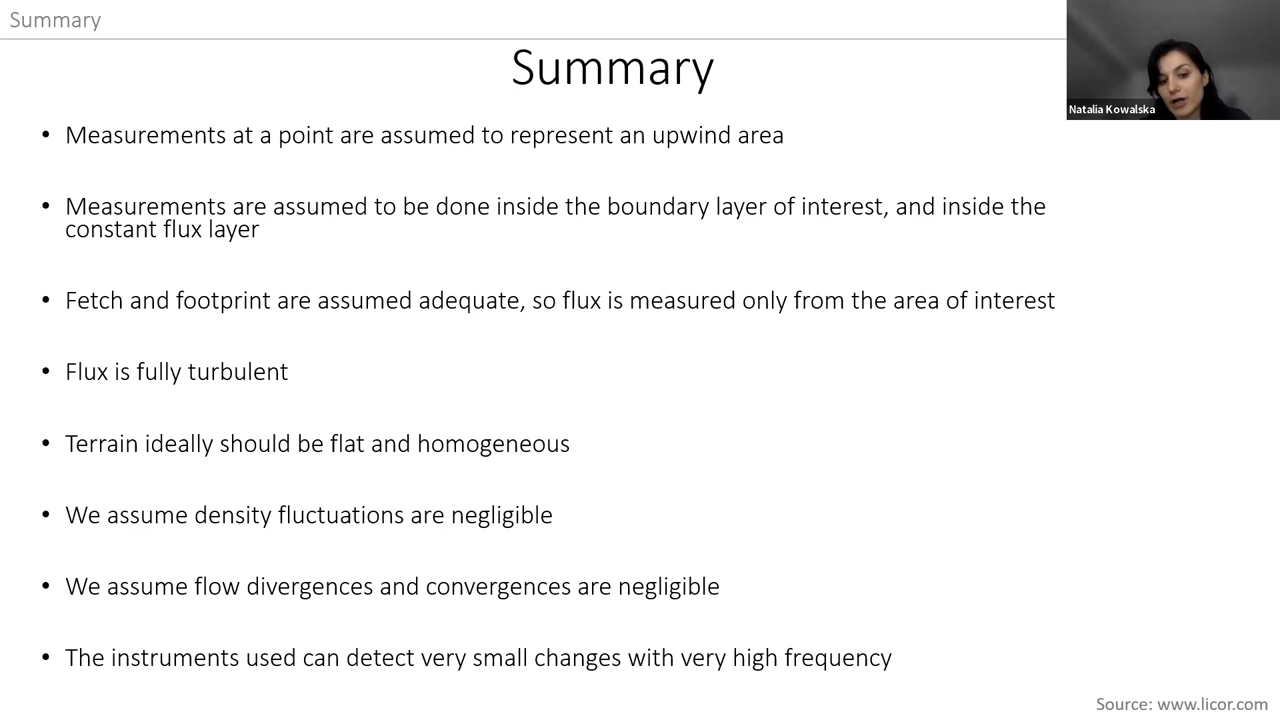 Summary
Summary
Natalia Kowalska
• Measurements at a point are assumed to represent an upwind area
• Measurements are assumed to be done inside the boundary layer of interest, and inside the
constant flux layer
• Fetch and footprint are assumed adequate, so flux is measured only from the area of interest
• Flux is fully turbulent
• Terrain ideally should be flat and homogeneous
• We assume density fluctuations are negligible
• We assume flow divergences and convergences are negligible
• The instruments used can detect very small changes with very high frequency
Source: www.licor.com